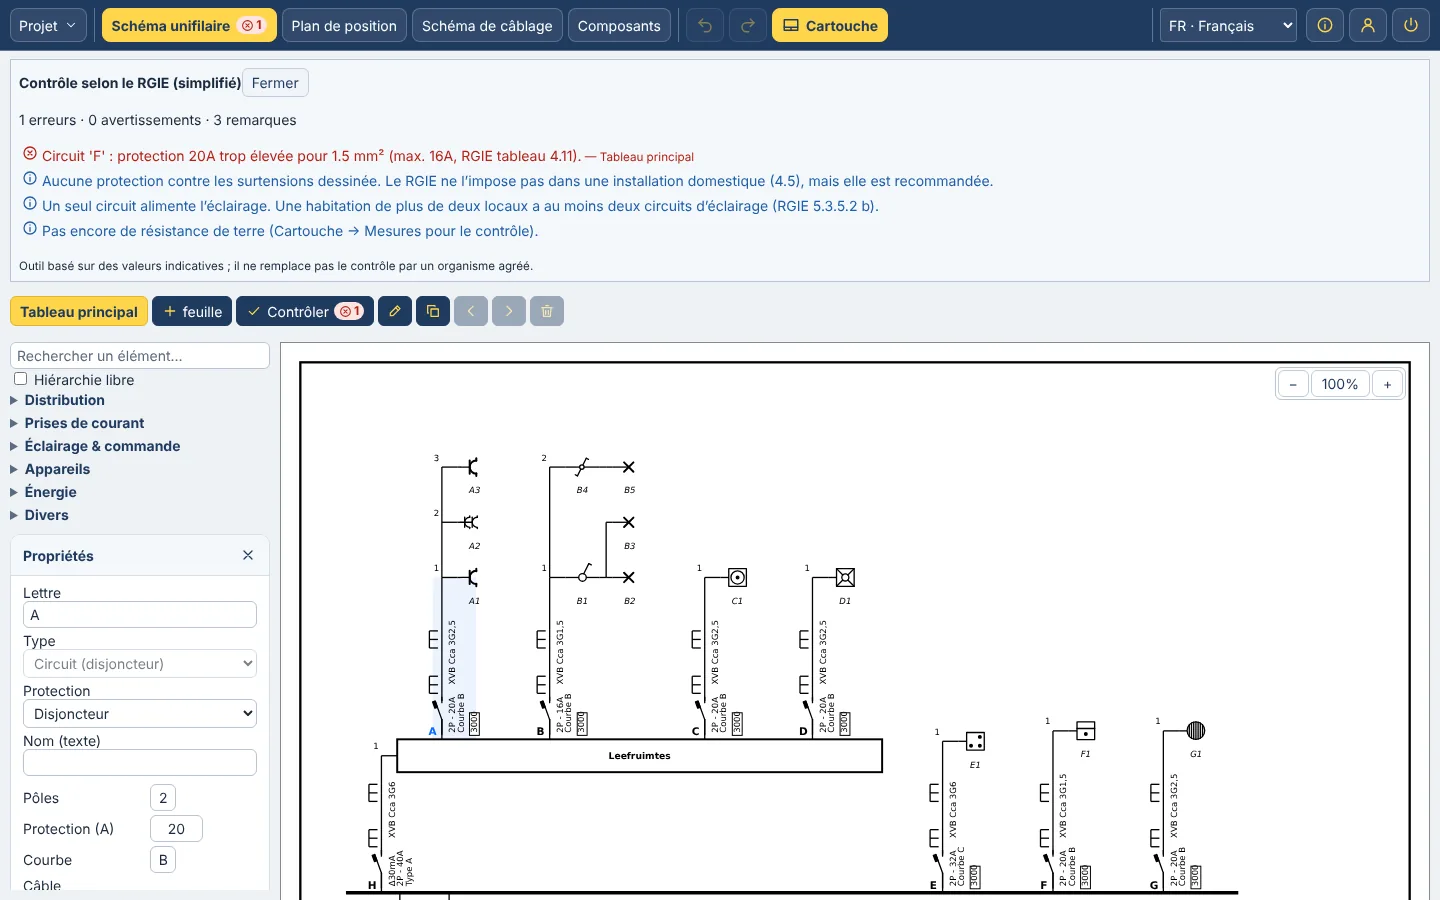 Projet
Schéma unifilaire 1
Plan de position
Schéma de câblage
Composants
Cartouche
FR · Français
Contrôle selon le RGIE (simplifié) Fermer
1 erreurs · 0 avertissements · 3 remarques
Circuit 'F' : protection 20A trop élevée pour 1.5 mm² (max. 16A, RGIE tableau 4.11). — Tableau principal
Aucune protection contre les surtensions dessinée. Le RGIE ne l’impose pas dans une installation domestique (4.5), mais elle est recommandée.
Un seul circuit alimente l’éclairage. Une habitation de plus de deux locaux a au moins deux circuits d’éclairage (RGIE 5.3.5.2 b).
Pas encore de résistance de terre (Cartouche → Mesures pour le contrôle).
Outil basé sur des valeurs indicatives ; il ne remplace pas le contrôle par un organisme agréé.
Tableau principal
+ feuille
Contrôler 1
Rechercher un élément...
Hiérarchie libre
Distribution
Prises de courant
Éclairage & commande
Appareils
Énergie
Divers
Propriétés
Lettre
A
Type
Circuit (disjoncteur)
Protection
Disjoncteur
Nom (texte)
Pôles 2
Protection (A) 20
Courbe B
Câble
− 100% +
3
A3
2
A2
1
A1
XVB Cca 3G2,5
2P - 20A
Courbe B
3000
A
2
B4
B5
B3
1
B1
B2
XVB Cca 3G1,5
2P - 16A
Courbe B
3000
B
1
C1
XVB Cca 3G2,5
2P - 20A
Courbe B
3000
C
1
D1
XVB Cca 3G2,5
2P - 20A
Courbe B
3000
D
Leefruimtes
1
XVB Cca 3G6
Δ30mA
2P - 40A
Type A
H
1
E1
XVB Cca 3G6
2P - 32A
Courbe C
3000
E
1
F1
XVB Cca 3G1,5
2P - 20A
Courbe B
3000
F
1
G1
XVB Cca 3G2,5
2P - 20A
Courbe B
3000
G